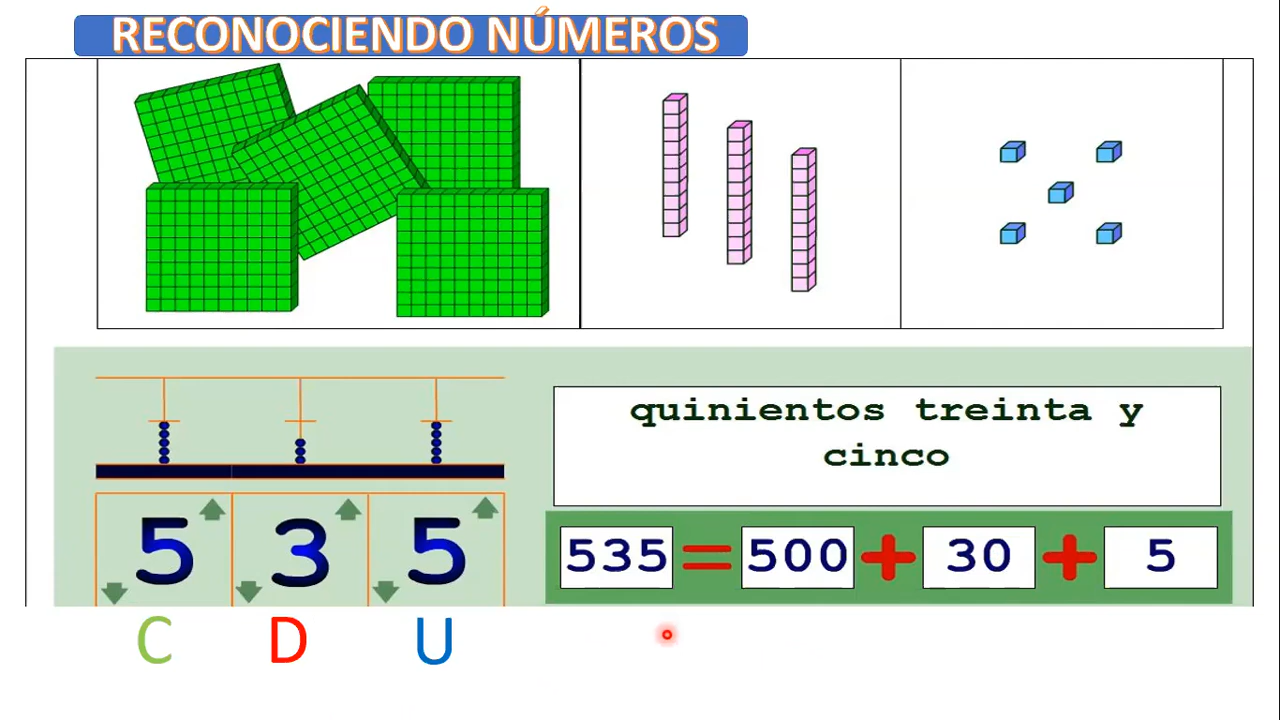 RECONOCIENDO NÚMEROS
quinientos treinta y
cinco
5 3 5
535 = 500 + 30 + 5
C D U